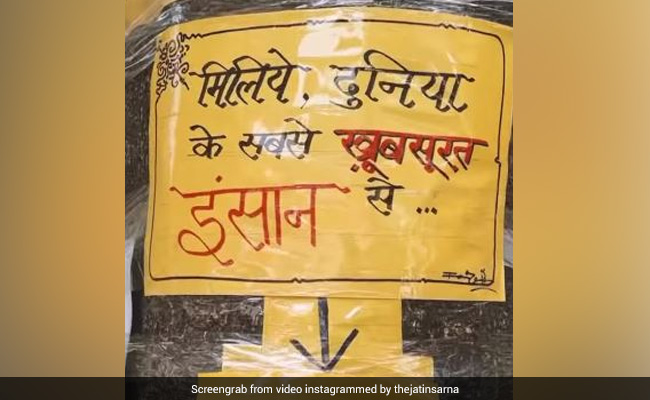 मिलिये, दुनिया
के सबसे खूबसूरत
इंसान से...
Screengrab from video instagrammed by thejatinsarna